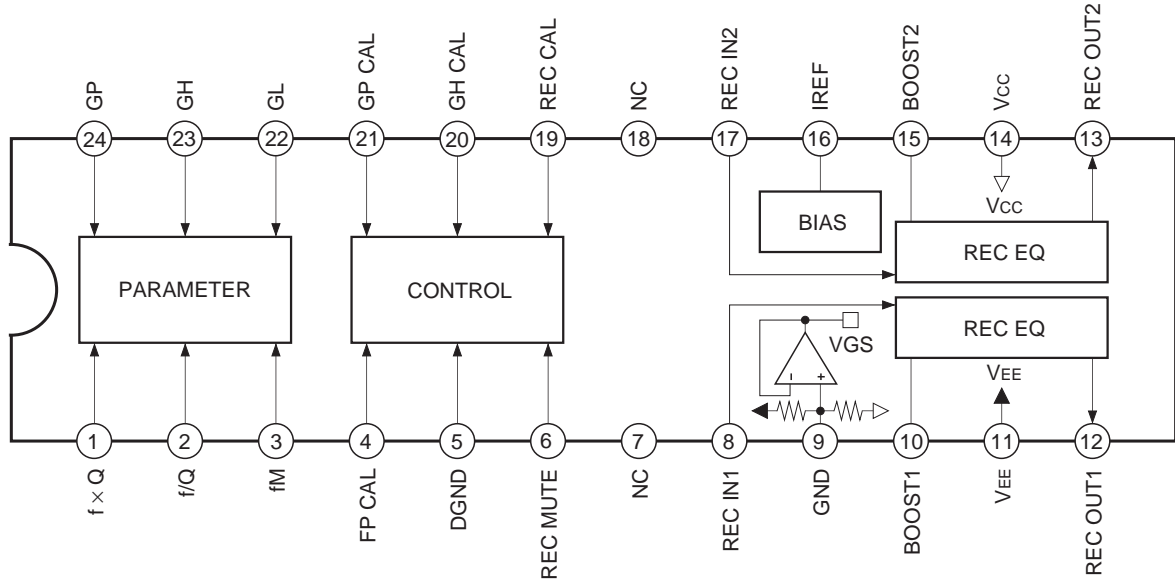 GP
GH
GL
GP CAL
GH CAL
REC CAL
NC
REC IN2
IREF
BOOST2
VCC
REC OUT2
24
23
22
21
20
19
18
17
16
15
14
13
VCC
BIAS
PARAMETER
CONTROL
REC EQ
REC EQ
VGS
VEE
1
2
3
4
5
6
7
8
9
10
11
12
f × Q
f/Q
fM
FP CAL
DGND
REC MUTE
NC
REC IN1
GND
BOOST1
VEE
REC OUT1